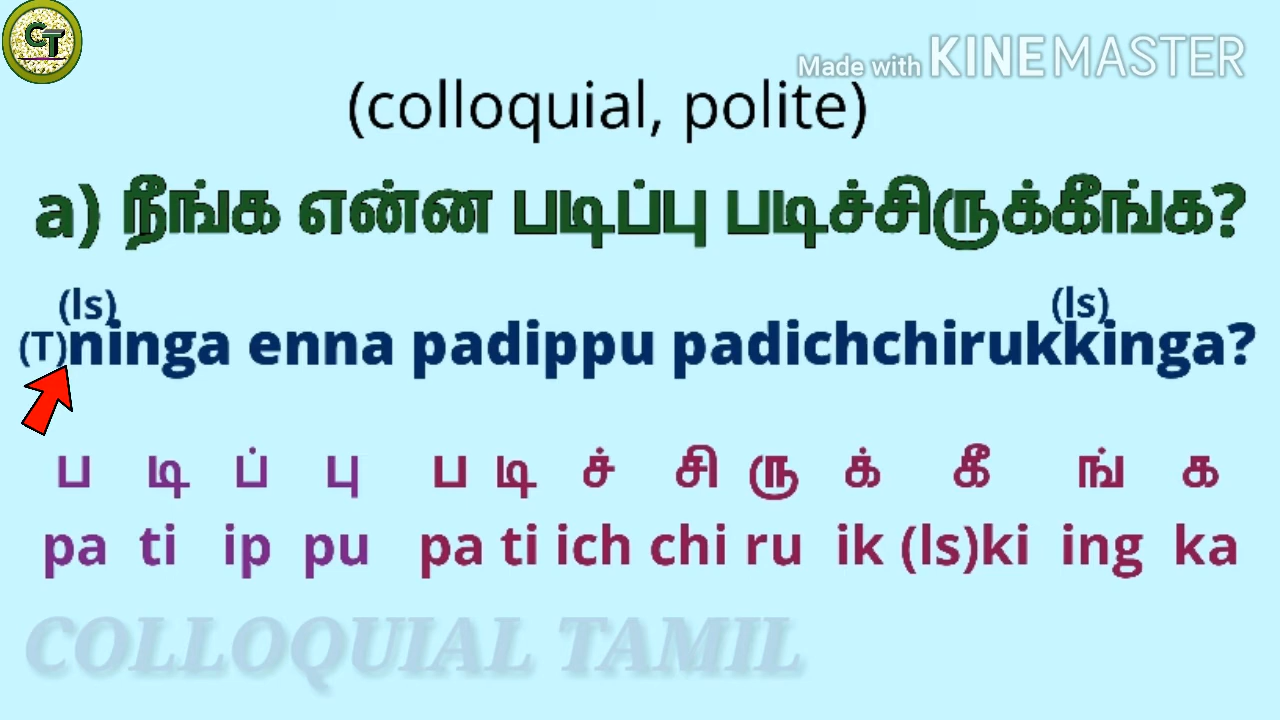 CT
Made with KINEMASTER
(colloquial, polite)
a) நீங்க என்ன படிப்பு படிச்சிருக்கீங்க?
(ls) (ls)
(T)ninga enna padippu padichchirukkinga?
ப டி ப் பு ப டி ச் சி ரு க் கீ ங் க
pa ti ip pu pa ti ich chi ru ik (ls)ki ing ka
COLLOQUIAL TAMIL